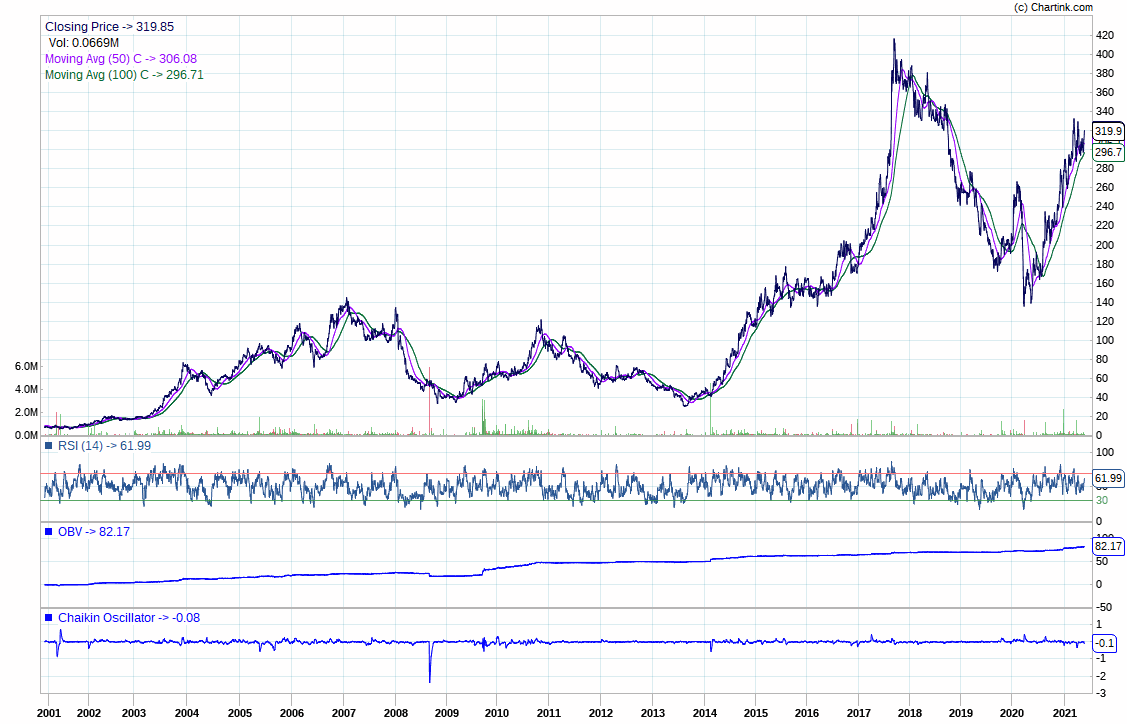 (c) Chartink.com
Closing Price -> 319.85
Vol: 0.0669M
Moving Avg (50) C -> 306.08
Moving Avg (100) C -> 296.71
420
400
380
360
340
319.9
296.7
280
260
240
220
200
180
160
140
120
100
80
60
40
20
0
6.0M
4.0M
2.0M
0.0M
RSI (14) -> 61.99
100
61.99
30
0
OBV -> 82.17
100
82.17
50
0
-50
Chaikin Oscillator -> -0.08
1
-0.1
-1
-2
-3
2001 2002 2003 2004 2005 2006 2007 2008 2009 2010 2011 2012 2013 2014 2015 2016 2017 2018 2019 2020 2021